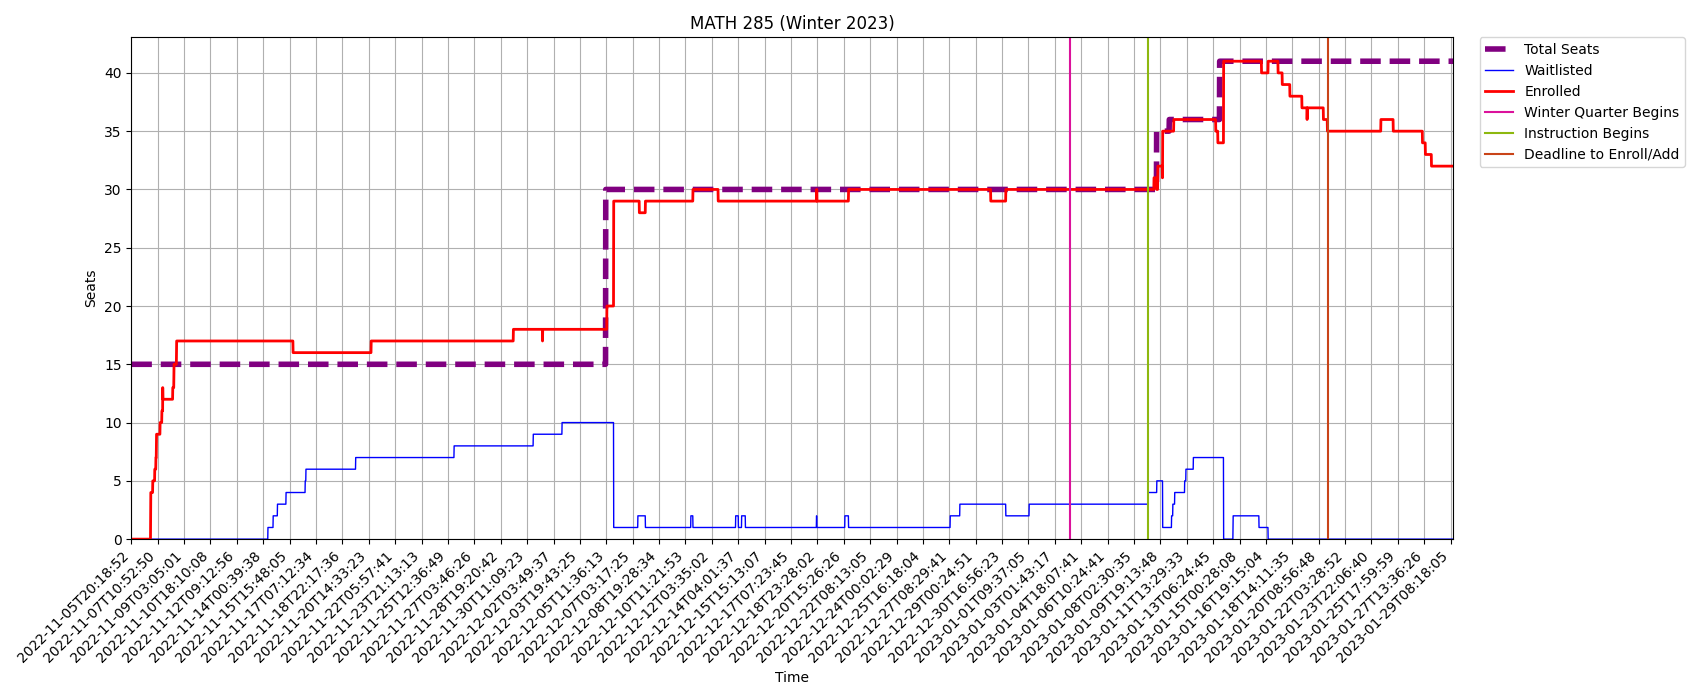 MATH 285 (Winter 2023)
Total Seats
Waitlisted
Enrolled
Winter Quarter Begins
Instruction Begins
Deadline to Enroll/Add
Seats
40
35
30
25
20
15
10
5
0
2022-11-05T20:18:52
2022-11-07T10:52:50
2022-11-09T03:05:01
2022-11-10T18:10:08
2022-11-12T09:12:56
2022-11-14T00:39:38
2022-11-15T15:48:05
2022-11-17T07:12:34
2022-11-18T22:17:36
2022-11-20T14:33:23
2022-11-22T05:57:41
2022-11-23T21:13:13
2022-11-25T12:36:49
2022-11-27T03:46:26
2022-11-28T19:20:42
2022-11-30T11:09:23
2022-12-02T03:49:37
2022-12-03T19:43:25
2022-12-05T11:36:13
2022-12-07T03:17:25
2022-12-08T19:28:34
2022-12-10T11:21:53
2022-12-12T03:35:02
2022-12-14T04:01:37
2022-12-15T15:13:07
2022-12-17T07:23:45
2022-12-18T23:28:02
2022-12-20T15:26:26
2022-12-22T08:13:05
2022-12-24T00:02:29
2022-12-25T16:18:04
2022-12-27T08:29:41
2022-12-29T00:24:51
2022-12-30T16:56:23
2023-01-01T09:37:05
2023-01-03T01:43:17
2023-01-04T18:07:41
2023-01-06T10:24:41
2023-01-08T02:30:35
2023-01-09T19:13:48
2023-01-11T13:29:33
2023-01-13T06:24:45
2023-01-15T00:28:08
2023-01-16T19:15:04
2023-01-18T14:11:35
2023-01-20T08:56:48
2023-01-22T03:28:52
2023-01-23T22:06:40
2023-01-25T17:59:59
2023-01-27T13:36:26
2023-01-29T08:18:05
Time